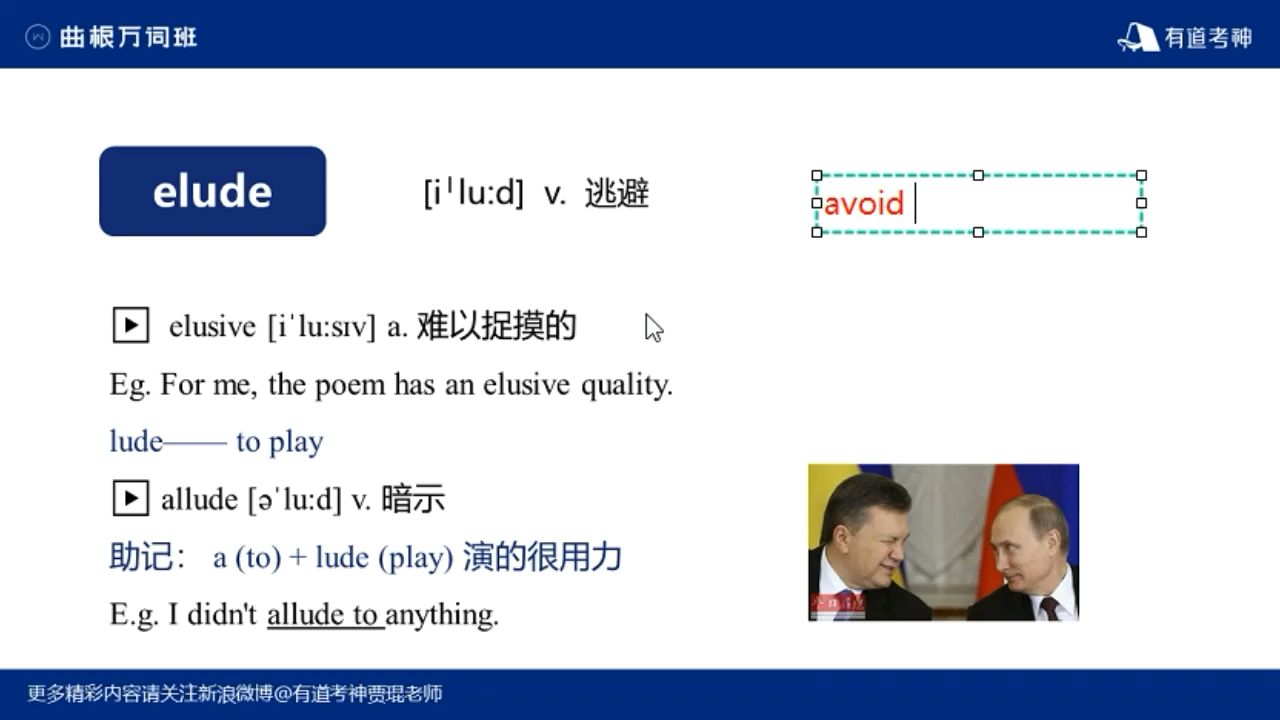 曲根万词班
有道考神
elude
[iˈlu:d] v. 逃避
avoid
elusive [iˈlu:sɪv] a. 难以捉摸的
Eg. For me, the poem has an elusive quality.
lude—— to play
allude [əˈlu:d] v. 暗示
助记： a (to) + lude (play) 演的很用力
E.g. I didn't allude to anything.
更多精彩内容请关注新浪微博@有道考神贾琨老师